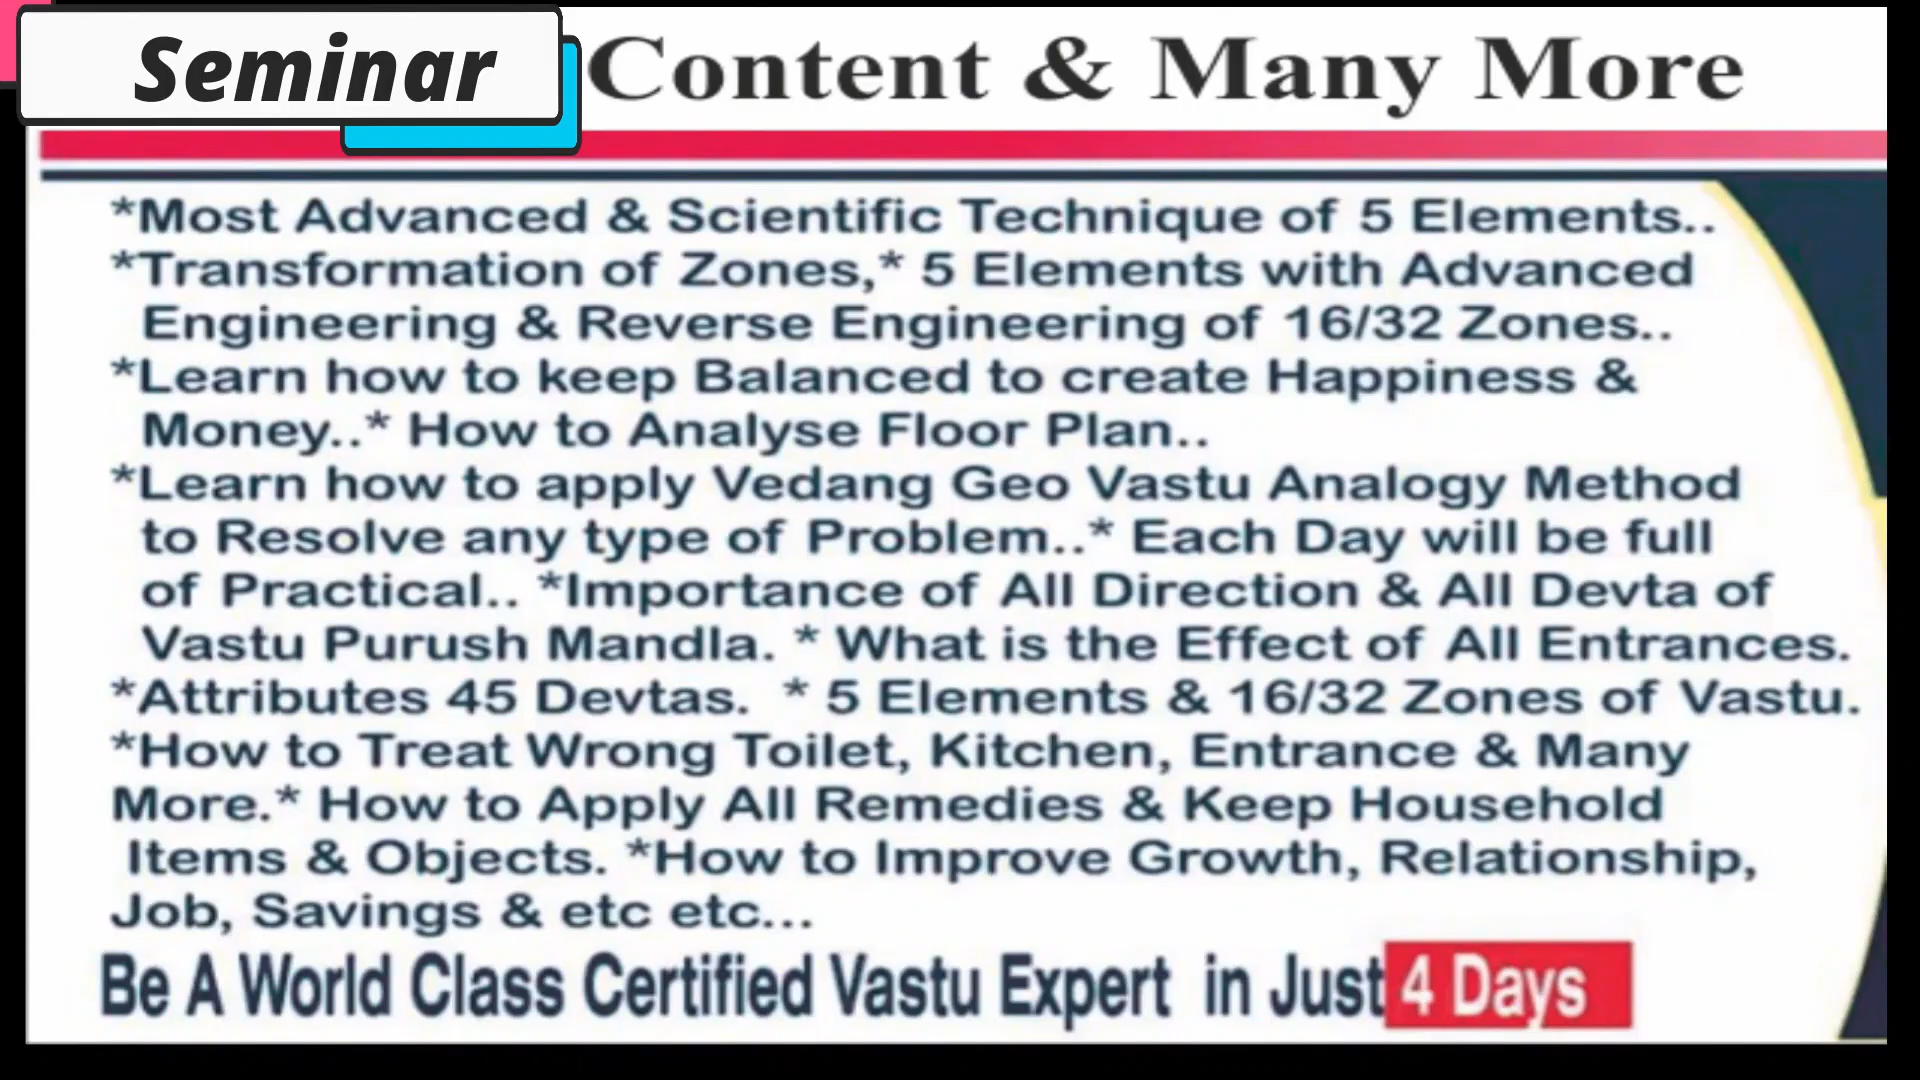 Seminar Content & Many More
*Most Advanced & Scientific Technique of 5 Elements..
*Transformation of Zones,* 5 Elements with Advanced
Engineering & Reverse Engineering of 16/32 Zones..
*Learn how to keep Balanced to create Happiness &
Money..* How to Analyse Floor Plan..
*Learn how to apply Vedang Geo Vastu Analogy Method
to Resolve any type of Problem..* Each Day will be full
of Practical.. *Importance of All Direction & All Devta of
Vastu Purush Mandla. * What is the Effect of All Entrances.
*Attributes 45 Devtas. * 5 Elements & 16/32 Zones of Vastu.
*How to Treat Wrong Toilet, Kitchen, Entrance & Many
More.* How to Apply All Remedies & Keep Household
Items & Objects. *How to Improve Growth, Relationship,
Job, Savings & etc etc...
Be A World Class Certified Vastu Expert in Just 4 Days